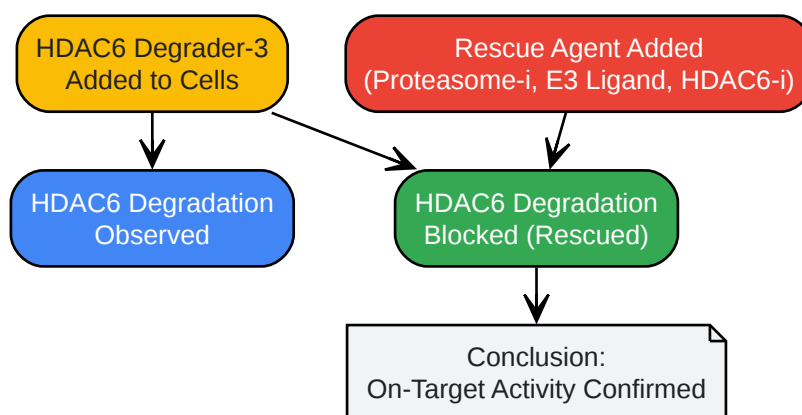 HDAC6 Degrader-3
Added to Cells
Rescue Agent Added
(Proteasome-i, E3 Ligand, HDAC6-i)
HDAC6 Degradation
Observed
HDAC6 Degradation
Blocked (Rescued)
Conclusion:
On-Target Activity Confirmed